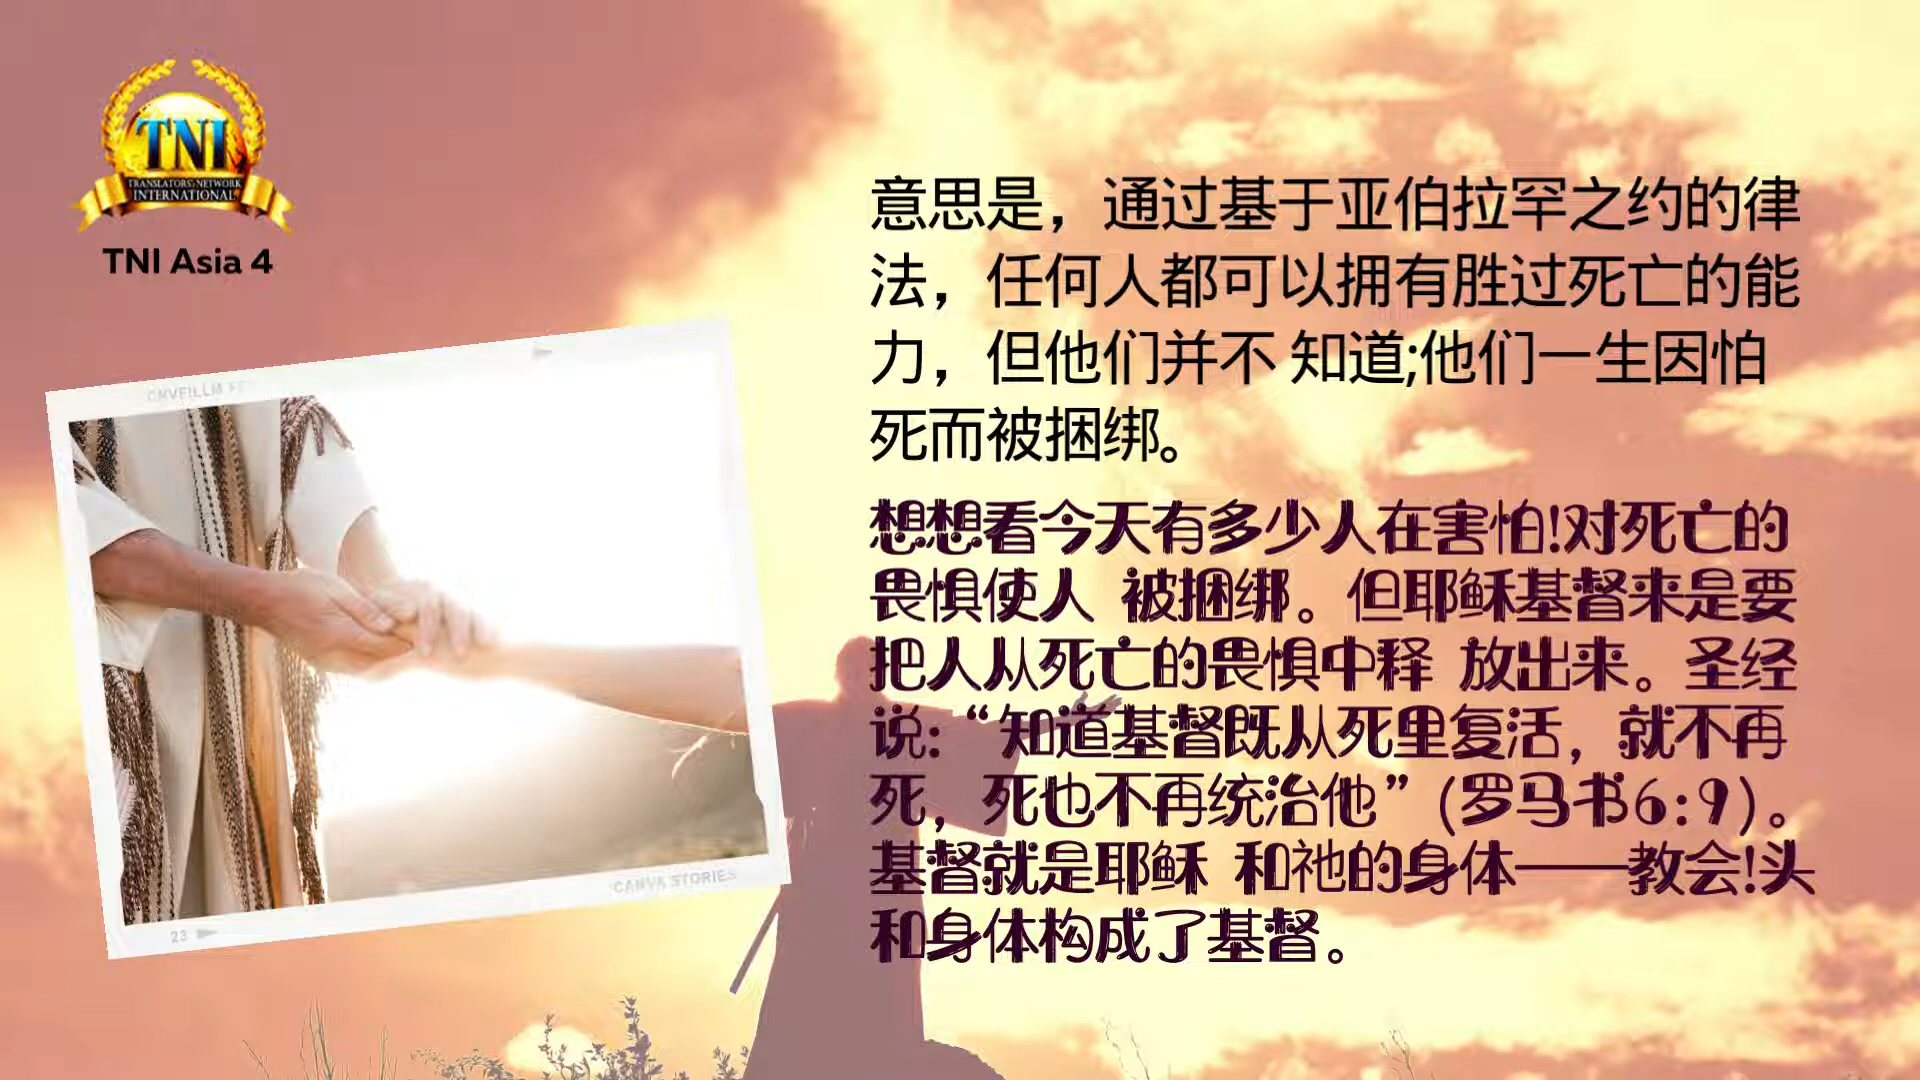 TNI
TRANSLATORS' NETWORK
INTERNATIONAL
TNI Asia 4
意思是，通过基于亚伯拉罕之约的律
法，任何人都可以拥有胜过死亡的能
力，但他们并不 知道;他们一生因怕
死而被捆绑。
想想看今天有多少人在害怕!对死亡的
畏惧使人 被捆绑。但耶稣基督来是要
把人从死亡的畏惧中释 放出来。圣经
说:“知道基督既从死里复活，就不再
死，死也不再统治他”(罗马书6:9)。
基督就是耶稣 和祂的身体——教会!头
和身体构成了基督。
CANVA STORIES
23